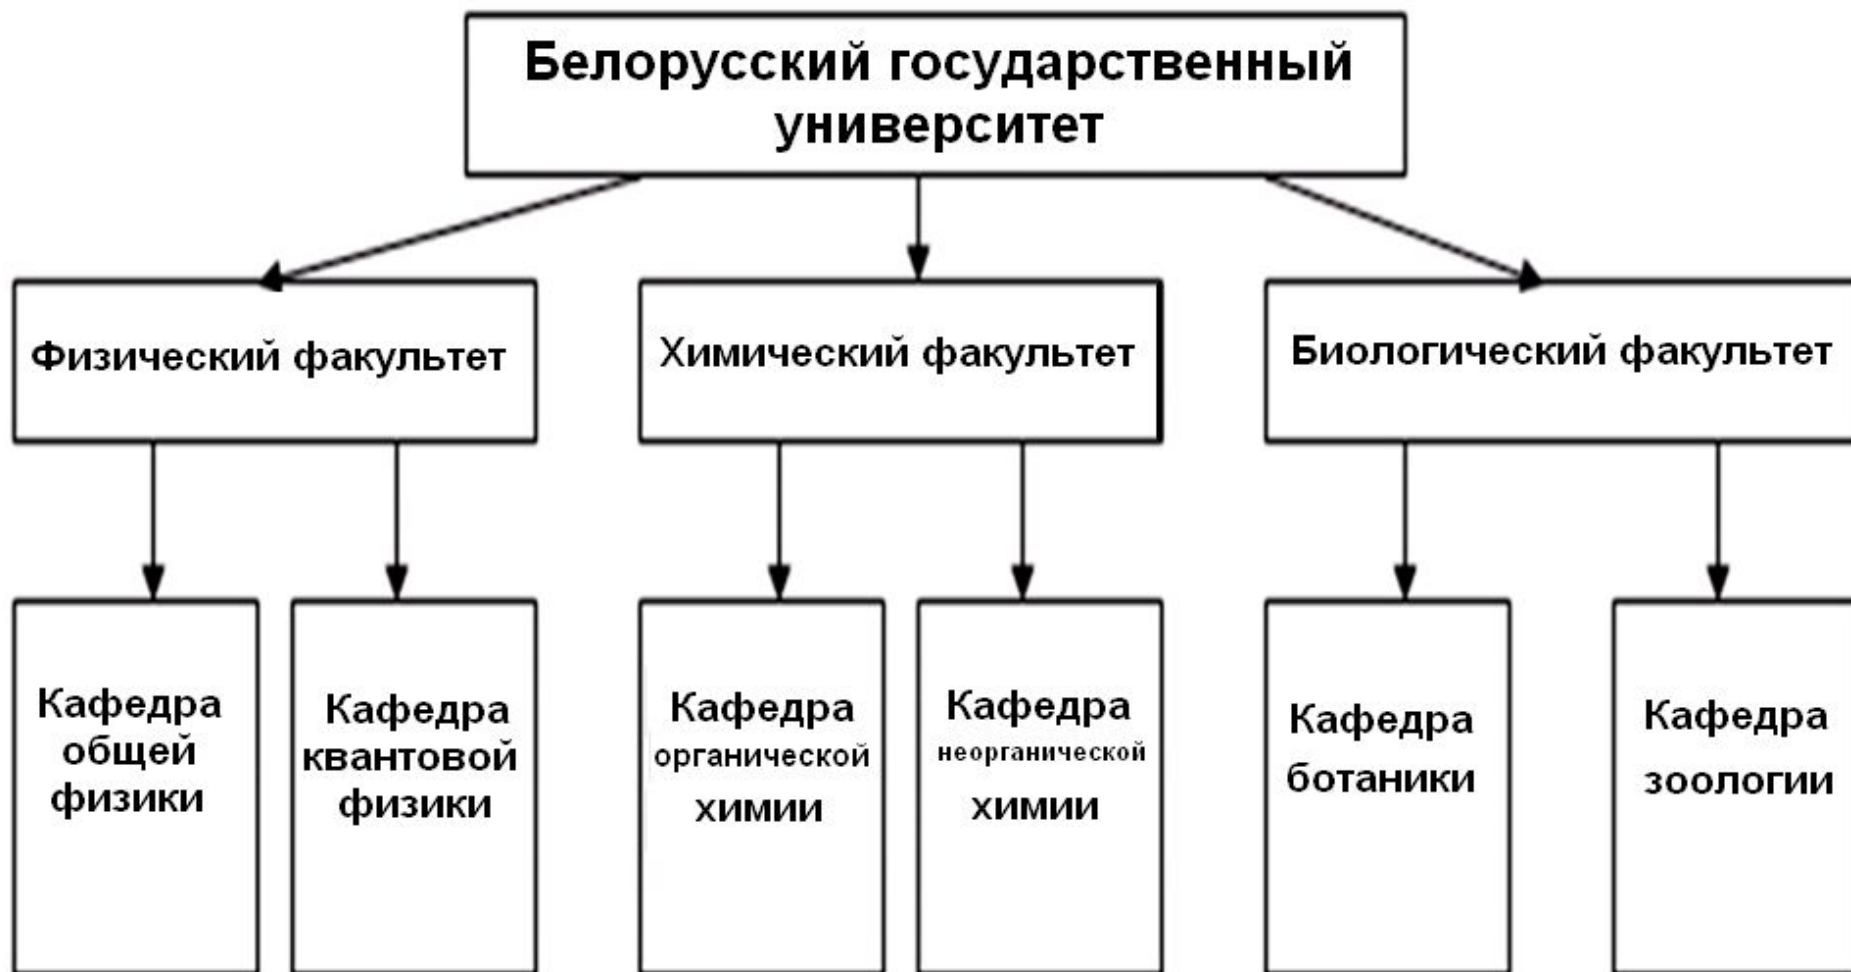 Белорусский государственный
университет
Физический факультет
Химический факультет
Биологический факультет
Кафедра
общей
физики
Кафедра
квантовой
физики
Кафедра
органической
химии
Кафедра
неорганической
химии
Кафедра
ботаники
Кафедра
зоологии